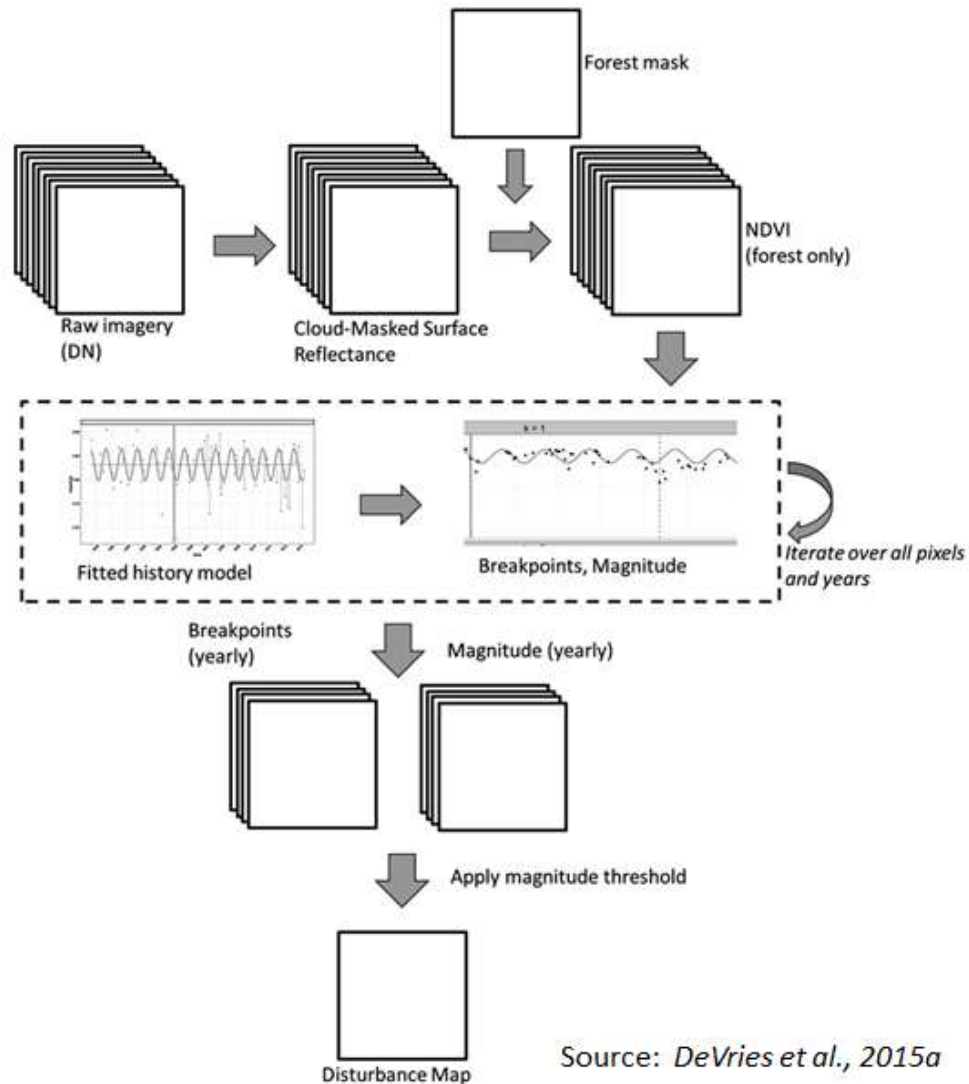 Forest mask
Raw imagery
(DN)
Cloud-Masked Surface
Reflectance
NDVI
(forest only)
Fitted history model
Breakpoints, Magnitude
Iterate over all pixels
and years
Breakpoints
(yearly)
Magnitude (yearly)
Apply magnitude threshold
Disturbance Map
Source: DeVries et al., 2015a